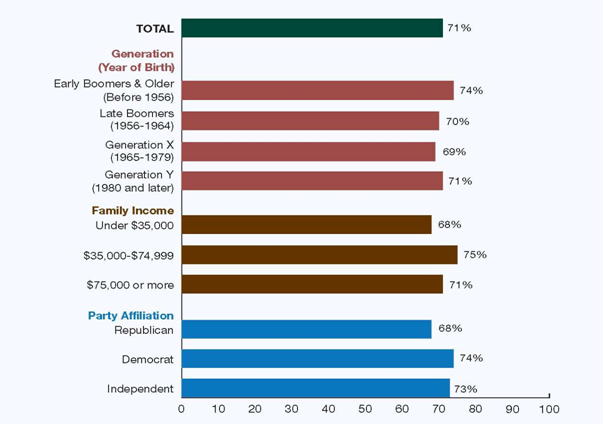 TOTAL 71%
Generation
(Year of Birth)
Early Boomers & Older
(Before 1956) 74%
Late Boomers
(1956-1964) 70%
Generation X
(1965-1979) 69%
Generation Y
(1980 and later) 71%
Family Income
Under $35,000 68%
$35,000-$74,999 75%
$75,000 or more 71%
Party Affiliation
Republican 68%
Democrat 74%
Independent 73%
0 10 20 30 40 50 60 70 80 90 100